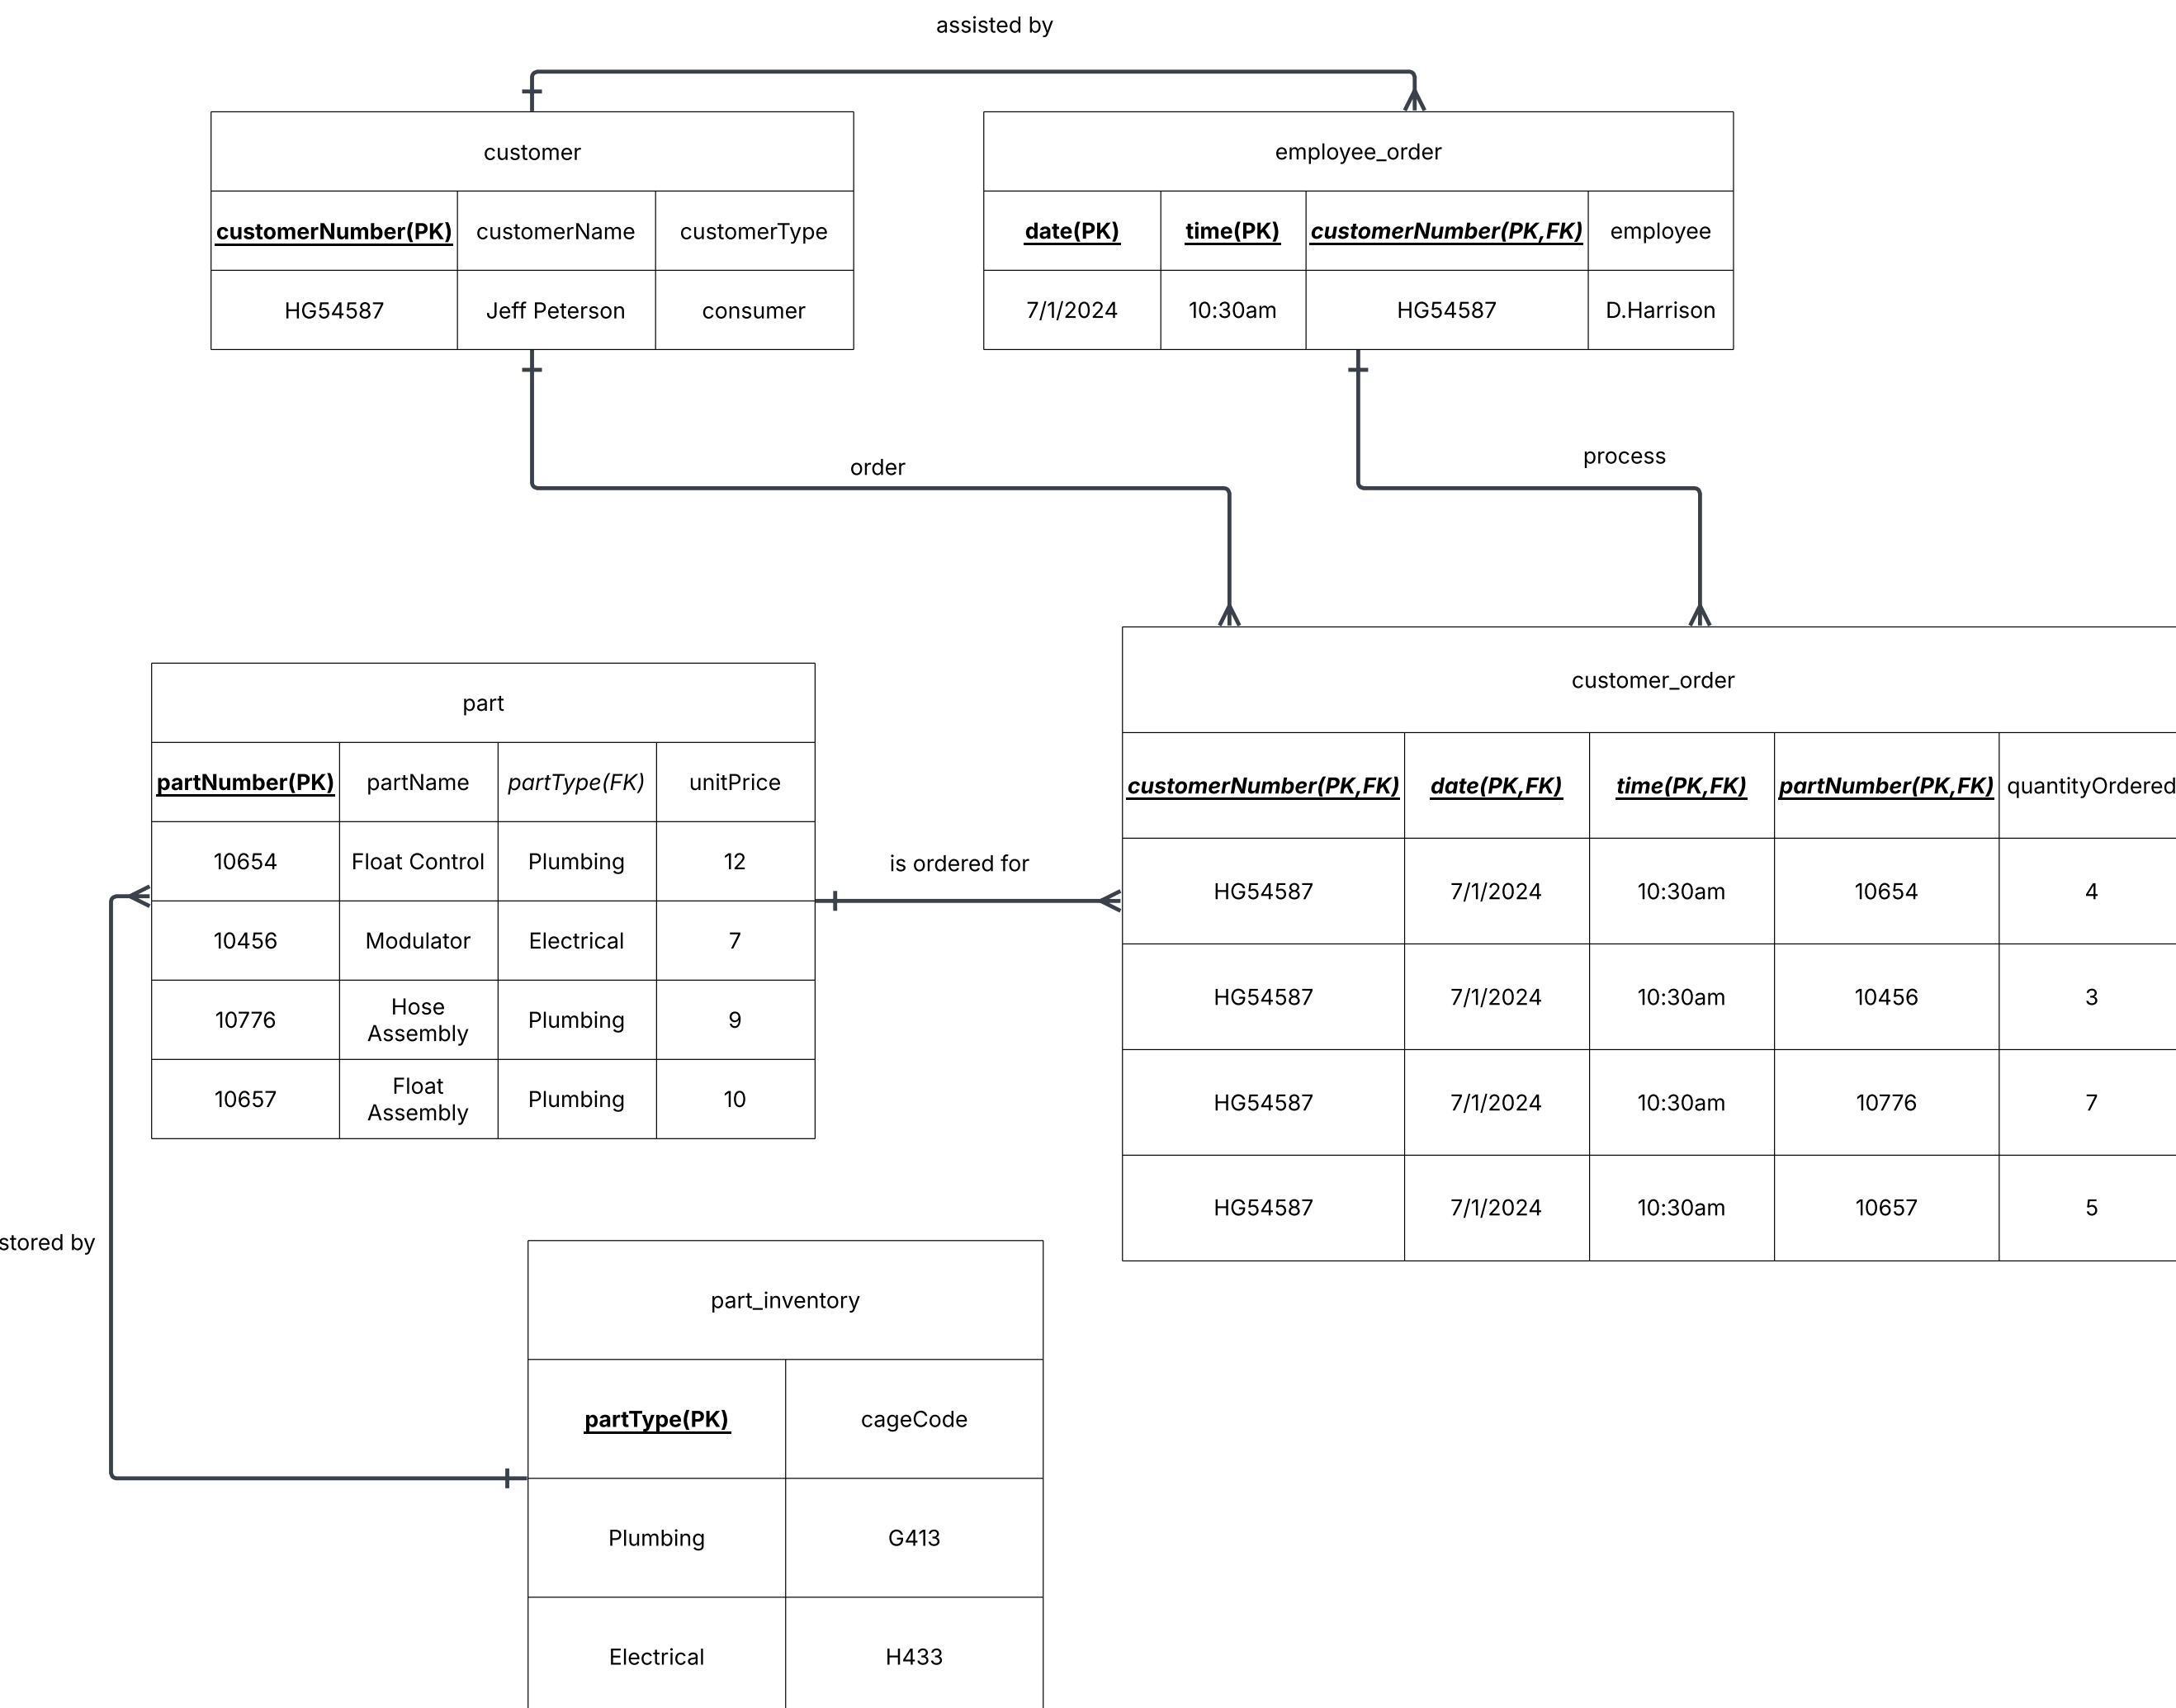 assisted by
customer
customerNumber(PK) customerName customerType
HG54587 Jeff Peterson consumer
employee_order
date(PK) time(PK) customerNumber(PK,FK) employee
7/1/2024 10:30am HG54587 D.Harrison
order
process
part
partNumber(PK) partName partType(FK) unitPrice
10654 Float Control Plumbing 12
10456 Modulator Electrical 7
10776 Hose Assembly Plumbing 9
10657 Float Assembly Plumbing 10
is ordered for
customer_order
customerNumber(PK,FK) date(PK,FK) time(PK,FK) partNumber(PK,FK) quantityOrdered
HG54587 7/1/2024 10:30am 10654 4
HG54587 7/1/2024 10:30am 10456 3
HG54587 7/1/2024 10:30am 10776 7
HG54587 7/1/2024 10:30am 10657 5
stored by
part_inventory
partType(PK) cageCode
Plumbing G413
Electrical H433